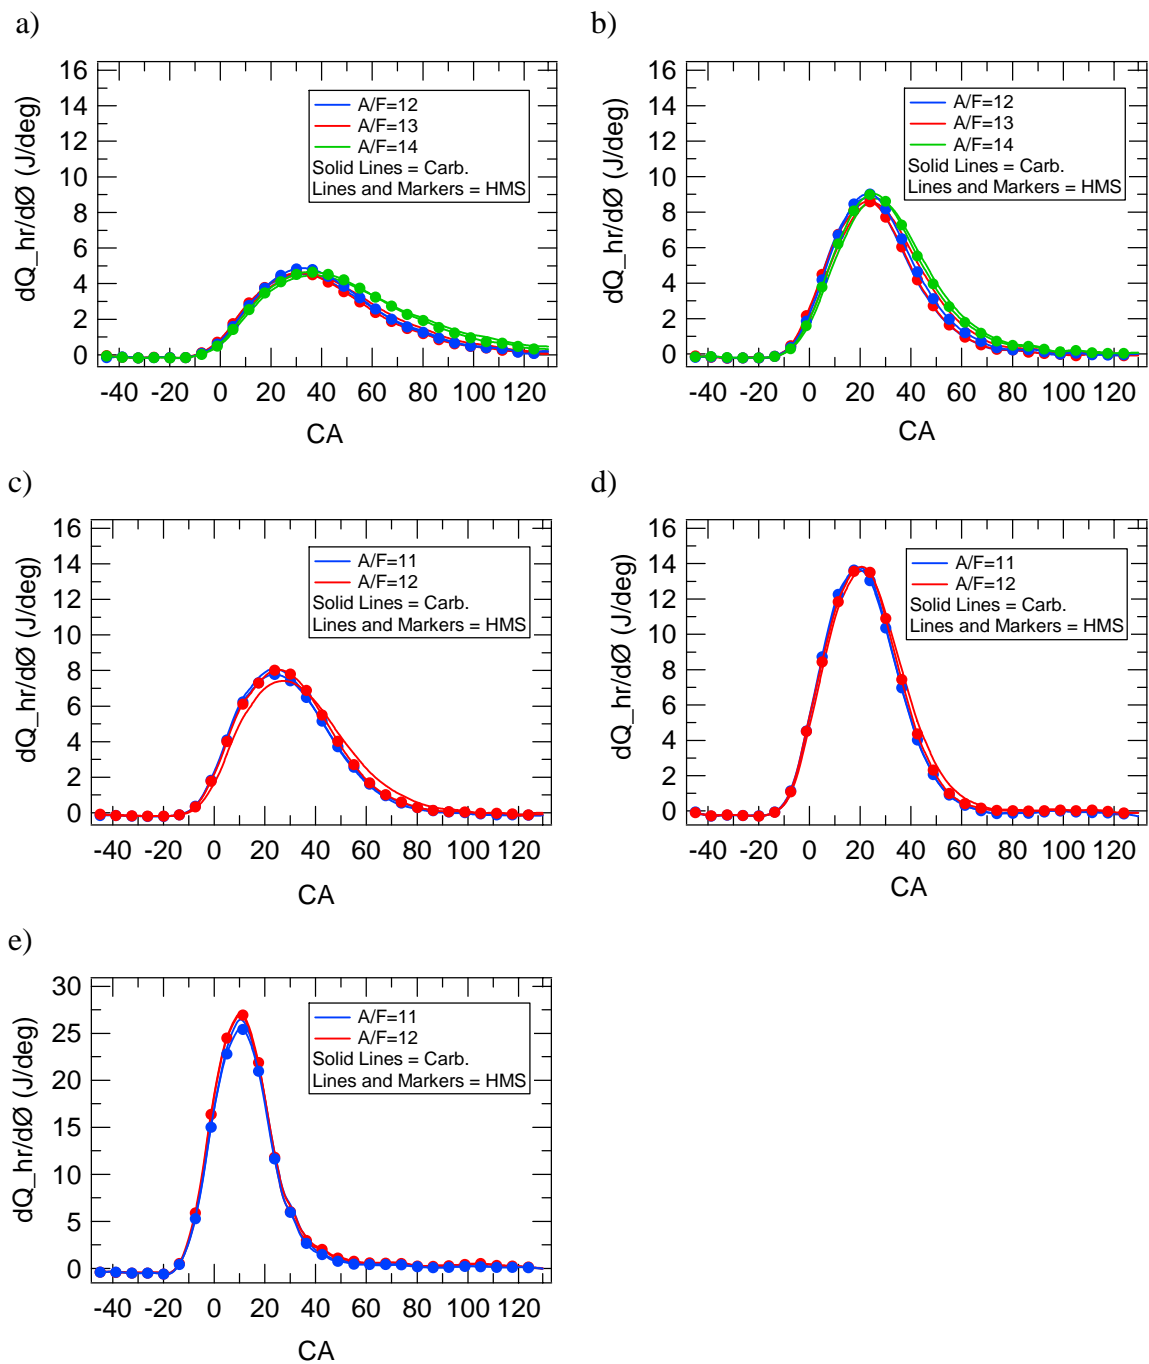 a)
16
14
12
10
8
6
4
2
0
dQ_hr/dØ (J/deg)
A/F=12
A/F=13
A/F=14
Solid Lines = Carb.
Lines and Markers = HMS
-40 -20 0 20 40 60 80 100 120
CA
b)
16
14
12
10
8
6
4
2
0
dQ_hr/dØ (J/deg)
A/F=12
A/F=13
A/F=14
Solid Lines = Carb.
Lines and Markers = HMS
-40 -20 0 20 40 60 80 100 120
CA
c)
16
14
12
10
8
6
4
2
0
dQ_hr/dØ (J/deg)
A/F=11
A/F=12
Solid Lines = Carb.
Lines and Markers = HMS
-40 -20 0 20 40 60 80 100 120
CA
d)
16
14
12
10
8
6
4
2
0
dQ_hr/dØ (J/deg)
A/F=11
A/F=12
Solid Lines = Carb.
Lines and Markers = HMS
-40 -20 0 20 40 60 80 100 120
CA
e)
30
25
20
15
10
5
0
dQ_hr/dØ (J/deg)
A/F=11
A/F=12
Solid Lines = Carb.
Lines and Markers = HMS
-40 -20 0 20 40 60 80 100 120
CA